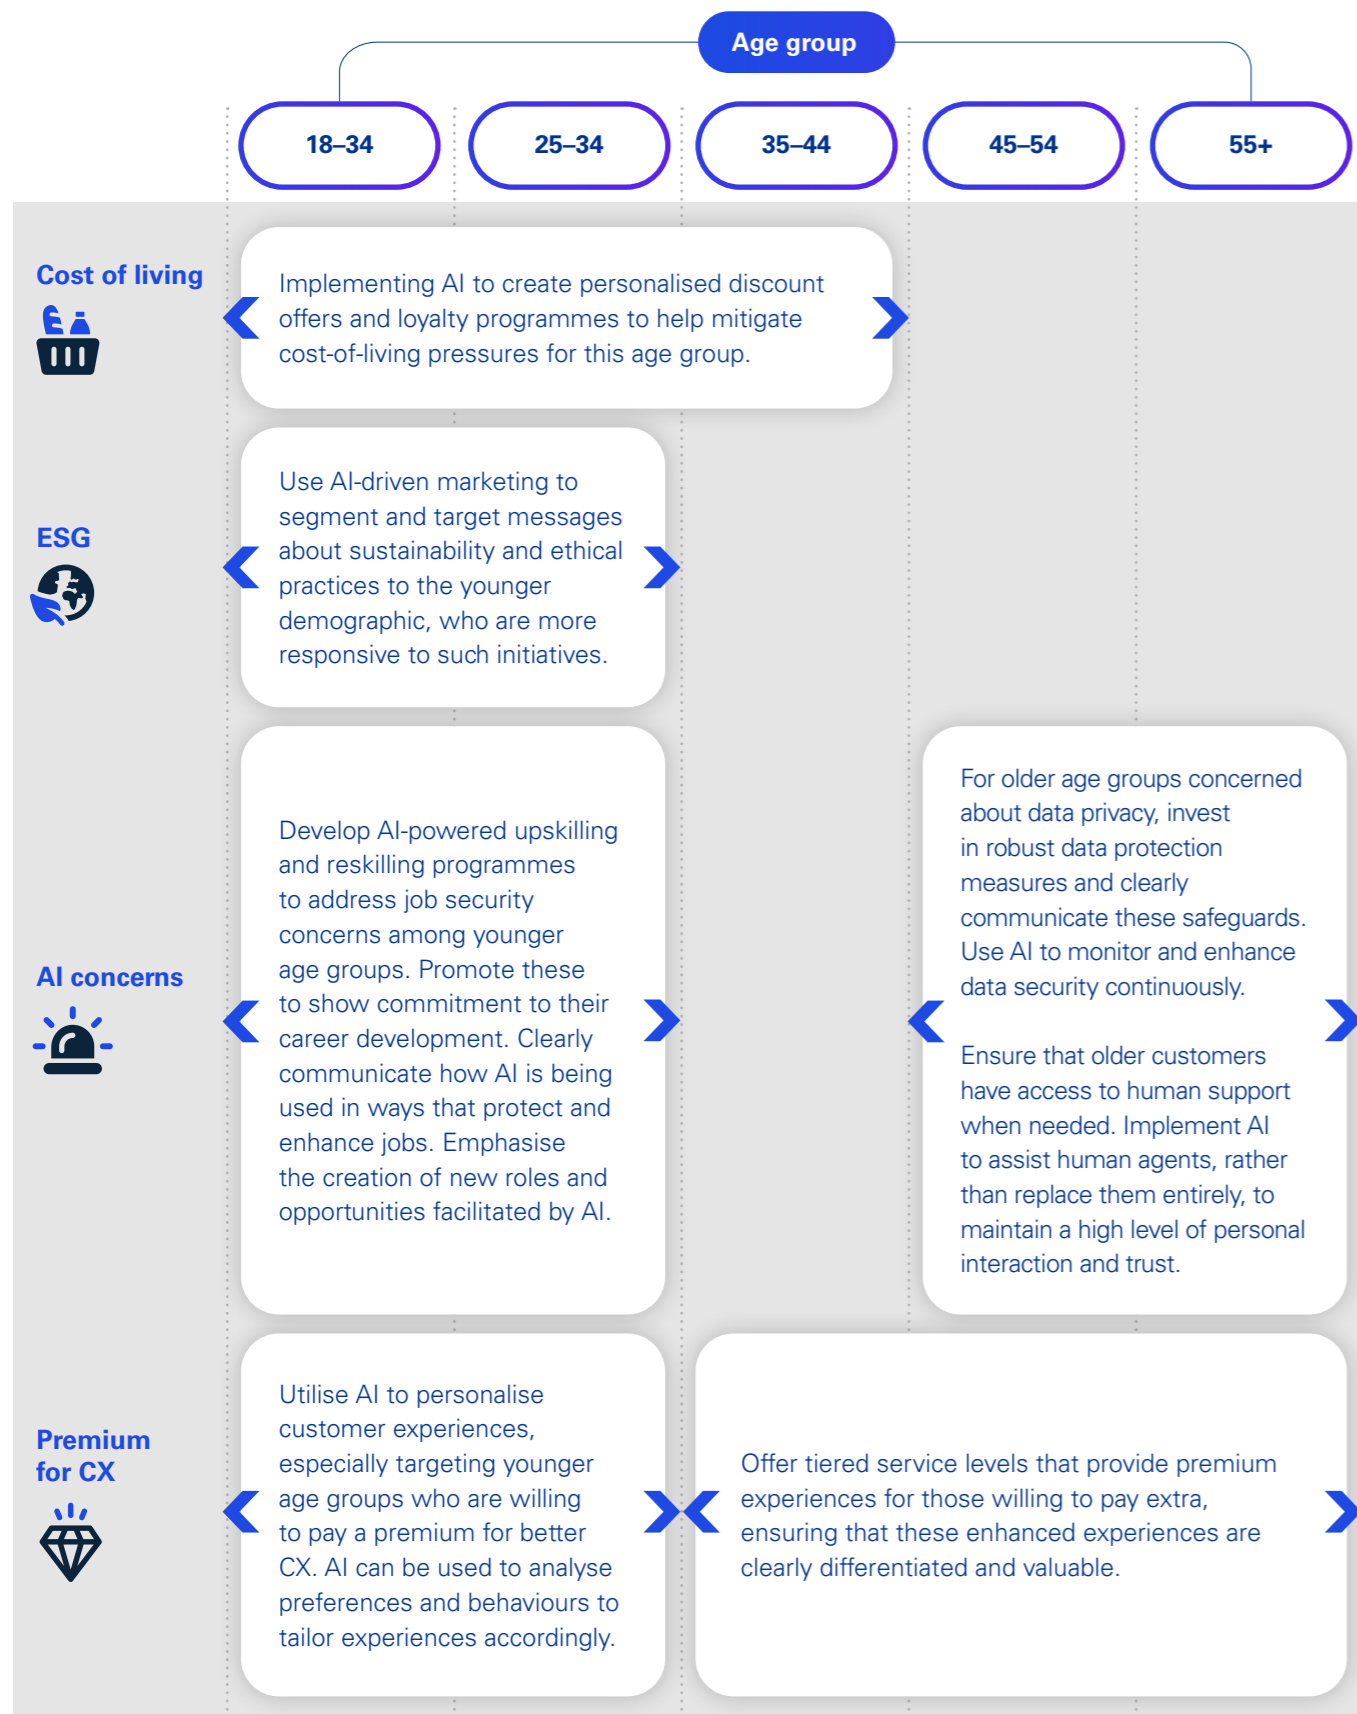 Age group
18–34
25–34
35–44
45–54
55+
Cost of living
Implementing AI to create personalised discount
offers and loyalty programmes to help mitigate
cost-of-living pressures for this age group.
ESG
Use AI-driven marketing to
segment and target messages
about sustainability and ethical
practices to the younger
demographic, who are more
responsive to such initiatives.
AI concerns
Develop AI-powered upskilling
and reskilling programmes
to address job security
concerns among younger
age groups. Promote these
to show commitment to their
career development. Clearly
communicate how AI is being
used in ways that protect and
enhance jobs. Emphasise
the creation of new roles and
opportunities facilitated by AI.
For older age groups concerned
about data privacy, invest
in robust data protection
measures and clearly
communicate these safeguards.
Use AI to monitor and enhance
data security continuously.
Ensure that older customers
have access to human support
when needed. Implement AI
to assist human agents, rather
than replace them entirely, to
maintain a high level of personal
interaction and trust.
Premium
for CX
Utilise AI to personalise
customer experiences,
especially targeting younger
age groups who are willing
to pay a premium for better
CX. AI can be used to analyse
preferences and behaviours to
tailor experiences accordingly.
Offer tiered service levels that provide premium
experiences for those willing to pay extra,
ensuring that these enhanced experiences are
clearly differentiated and valuable.